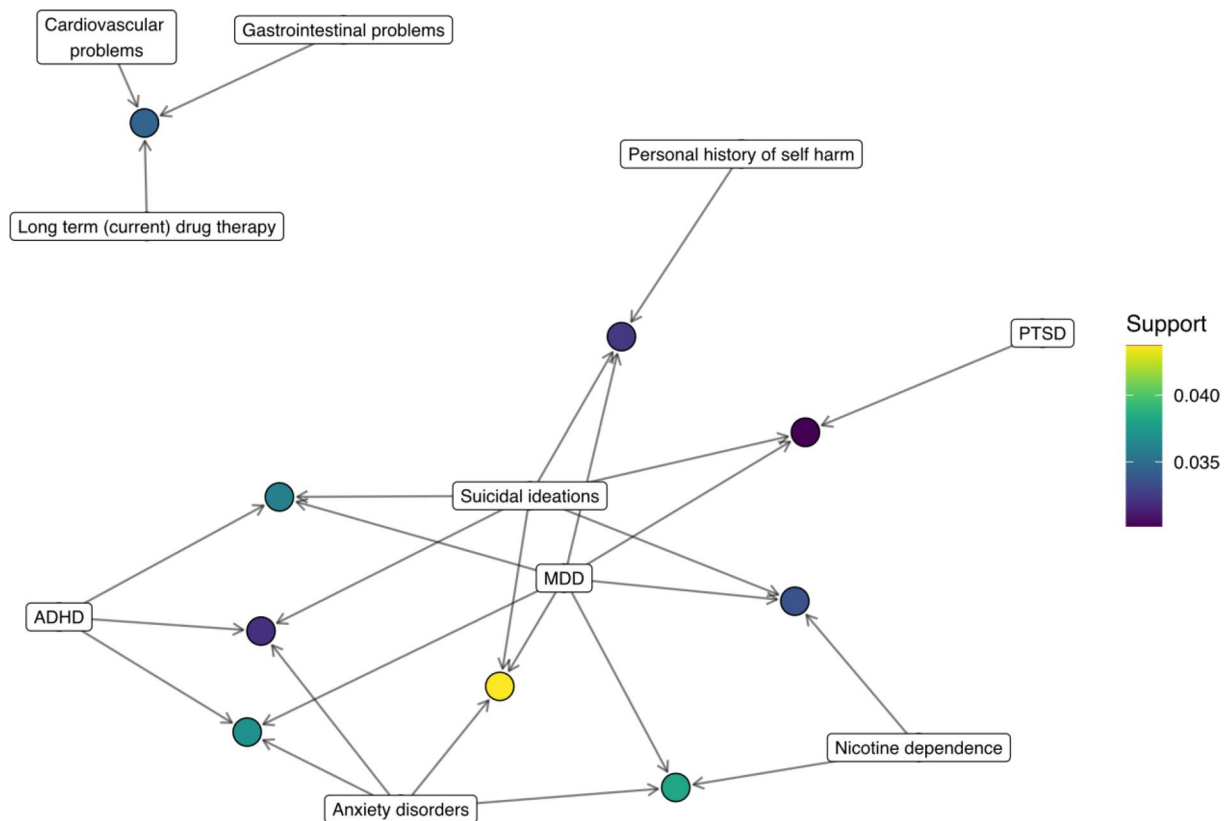 Cardiovascular
problems
Gastrointestinal problems
Long term (current) drug therapy
Personal history of self harm
PTSD
Support
0.040
0.035
Suicidal ideations
MDD
ADHD
Nicotine dependence
Anxiety disorders